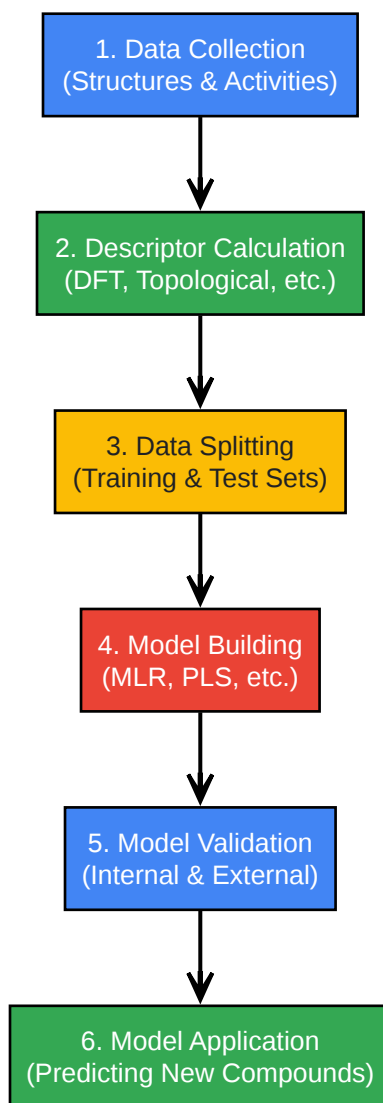 1. Data Collection
(Structures & Activities)
2. Descriptor Calculation
(DFT, Topological, etc.)
3. Data Splitting
(Training & Test Sets)
4. Model Building
(MLR, PLS, etc.)
5. Model Validation
(Internal & External)
6. Model Application
(Predicting New Compounds)